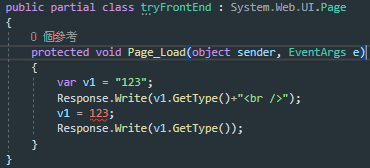 public partial class tryFrontEnd : System.Web.UI.Page
{
0 個參考
protected void Page_Load(object sender, EventArgs e)
{
var v1 = "123";
Response.Write(v1.GetType()+"<br />");
v1 = 123;
Response.Write(v1.GetType());
}
}